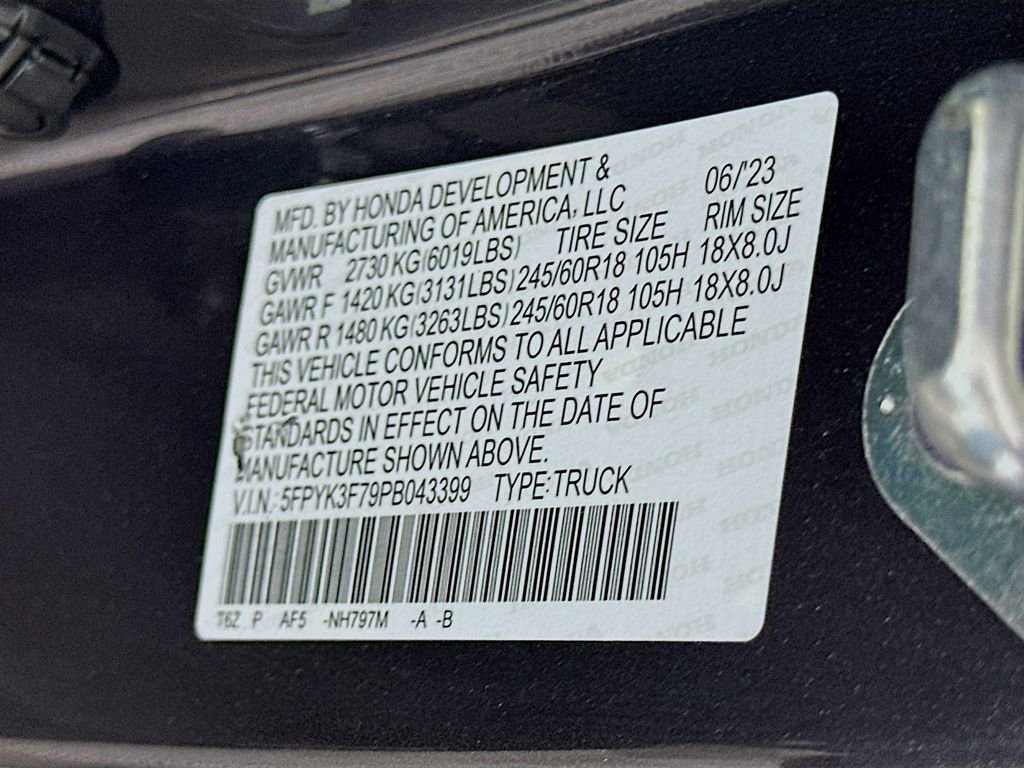 MFD. BY HONDA DEVELOPMENT &
MANUFACTURING OF AMERICA, LLC 06/'23
GVWR 2730 KG(6019LBS) TIRE SIZE RIM SIZE
GAWR F 1420 KG(3131LBS) 245/60R18 105H 18X8.0J
GAWR R 1480 KG(3263LBS) 245/60R18 105H 18X8.0J
THIS VEHICLE CONFORMS TO ALL APPLICABLE
FEDERAL MOTOR VEHICLE SAFETY
STANDARDS IN EFFECT ON THE DATE OF
MANUFACTURE SHOWN ABOVE.
V.I.N.: 5FPYK3F79PB043399 TYPE: TRUCK
T6Z P AF5 -NH797M -A -B